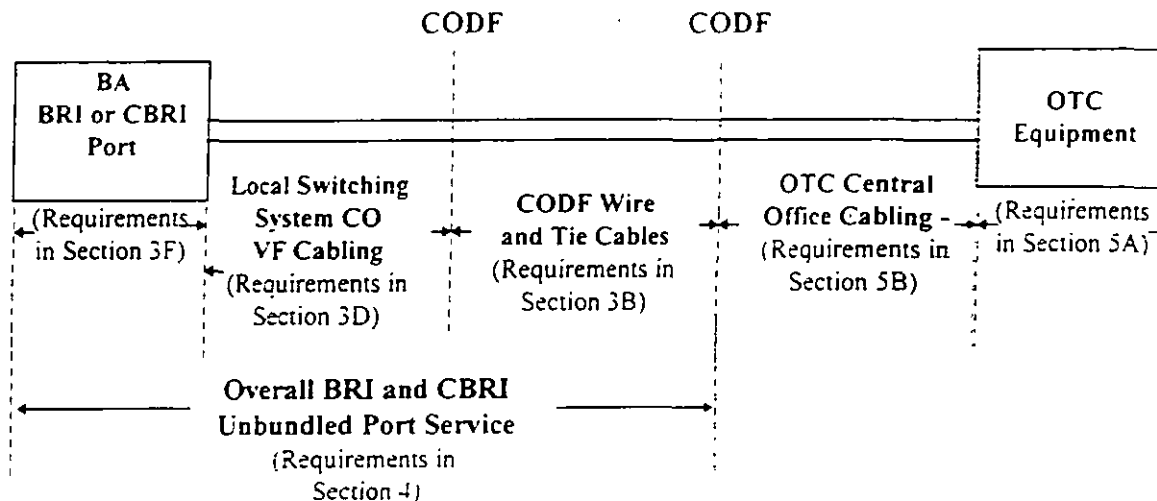 CODF
CODF
BA
BRI or CBRI
Port
OTC
Equipment
(Requirements
in Section 3F)
Local Switching
System CO
VF Cabling
(Requirements in
Section 3D)
CODF Wire
and Tie Cables
(Requirements in
Section 3B)
OTC Central
Office Cabling -
(Requirements in
Section 5B)
(Requirements
in Section 5A)
Overall BRI and CBRI
Unbundled Port Service
(Requirements in
Section 4)